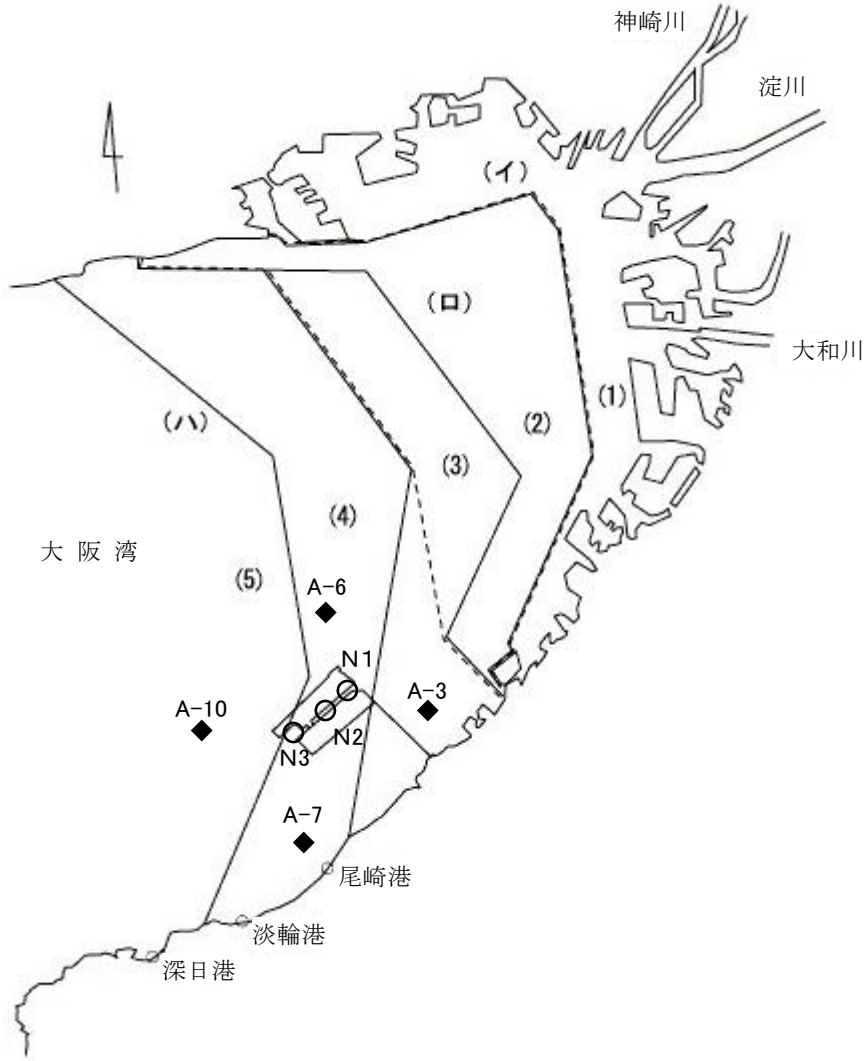 神崎川
淀川
(イ)
(ロ)
大和川
(1)
(ハ)
(2)
(3)
(4)
大 阪 湾
(5)
A-6
N1
A-3
A-10
N2
N3
A-7
尾崎港
淡輪港
深日港